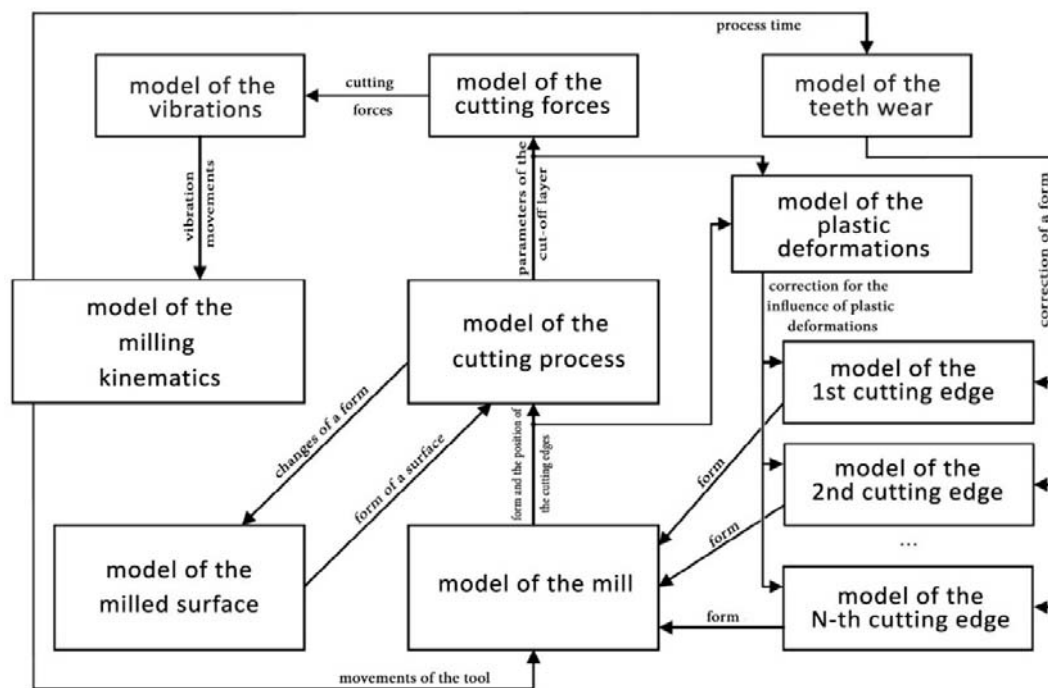 process time
model of the
vibrations
cutting
forces
model of the
cutting forces
model of the
teeth wear
vibration
movements
parameters of the
cut-off layer
model of the
plastic
deformations
correction of a form
model of the
milling
kinematics
model of the
cutting process
correction for the
influence of plastic
deformations
model of the
1st cutting edge
changes of a form
form of a surface
form and the position of
the cutting edges
form
model of the
2nd cutting edge
form
...
model of the
milled surface
model of the mill
form
model of the
N-th cutting edge
movements of the tool